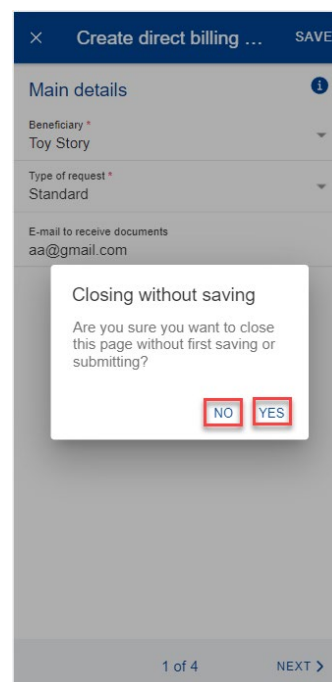 × Create direct billing ... SAVE
Main details
Beneficiary *
Toy Story
Type of request *
Standard
E-mail to receive documents
aa@gmail.com
Closing without saving
Are you sure you want to close
this page without first saving or
submitting?
NO YES
1 of 4 NEXT >